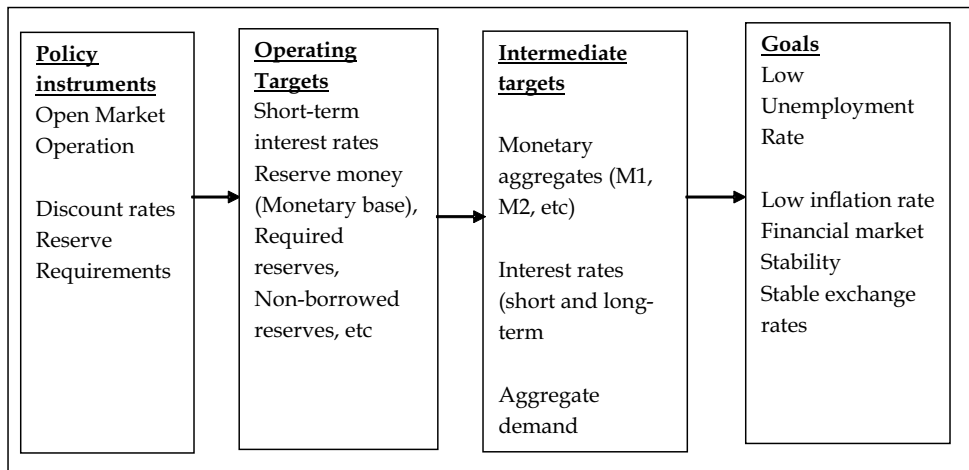 Policy
instruments
Open Market
Operation
Discount rates
Reserve
Requirements
Operating
Targets
Short-term
interest rates
Reserve money
(Monetary base),
Required
reserves,
Non-borrowed
reserves, etc
Intermediate
targets
Monetary
aggregates (M1,
M2, etc)
Interest rates
(short and long-
term
Aggregate
demand
Goals
Low
Unemployment
Rate
Low inflation rate
Financial market
Stability
Stable exchange
rates